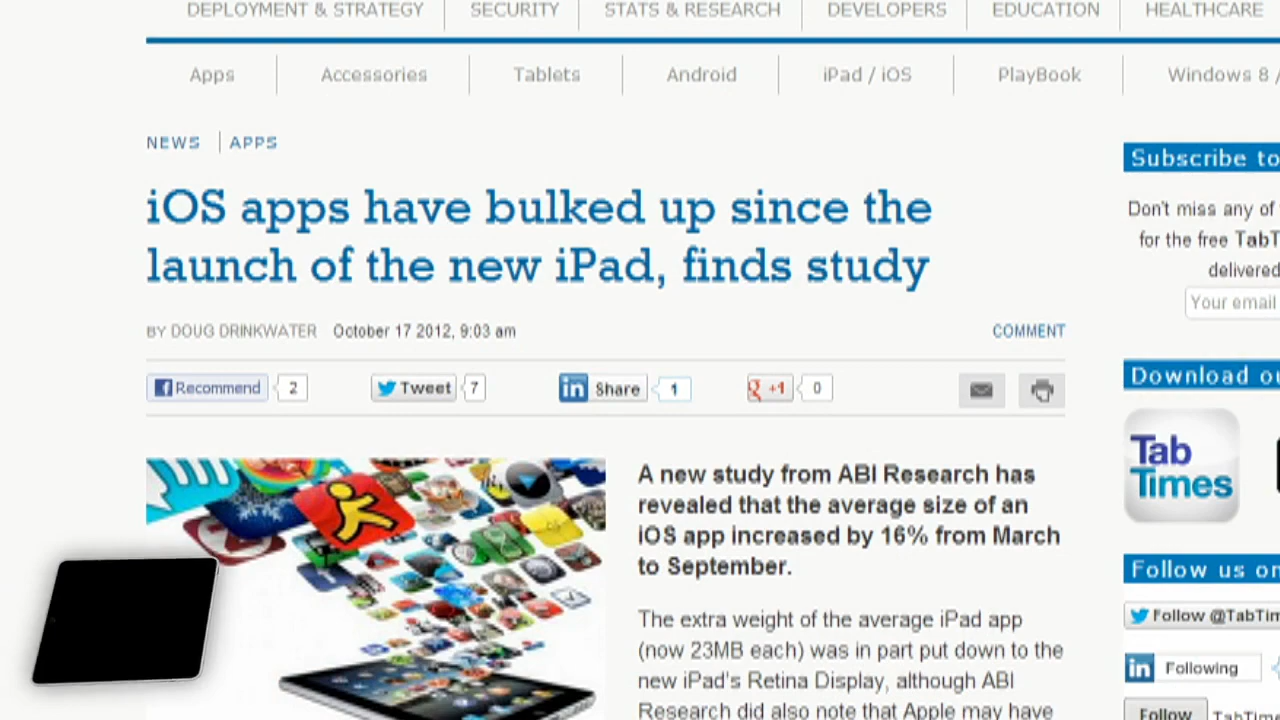 DEPLOYMENT & STRATEGY SECURITY STATS & RESEARCH DEVELOPERS EDUCATION HEALTHCARE
Apps Accessories Tablets Android iPad / iOS PlayBook Windows 8 /
NEWS APPS
iOS apps have bulked up since the
launch of the new iPad, finds study
BY DOUG DRINKWATER October 17 2012, 9:03 am
COMMENT
Recommend 2 Tweet 7 in Share 1 +1 0
A new study from ABI Research has
revealed that the average size of an
iOS app increased by 16% from March
to September.
The extra weight of the average iPad app
(now 23MB each) was in part put down to the
new iPad's Retina Display, although ABI
Research did also note that Apple may have
Subscribe to
Don't miss any of
for the free TabT
delivered
Your email
Download ou
Tab
Times
Follow us on
Follow @TabTim
in Following
Follow TabTim